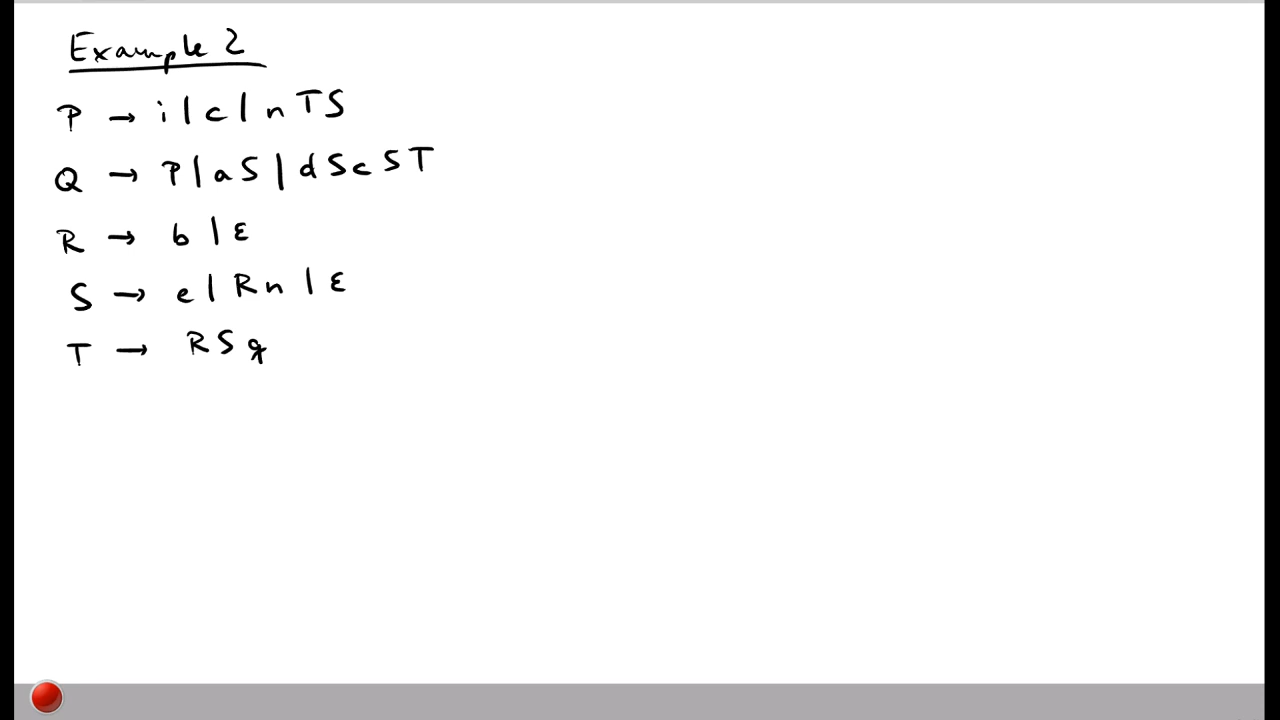 Example 2
P → i | c | n T S
Q → P | a S | d S c S T
R → b | ε
S → e | R n | ε
T → R S q